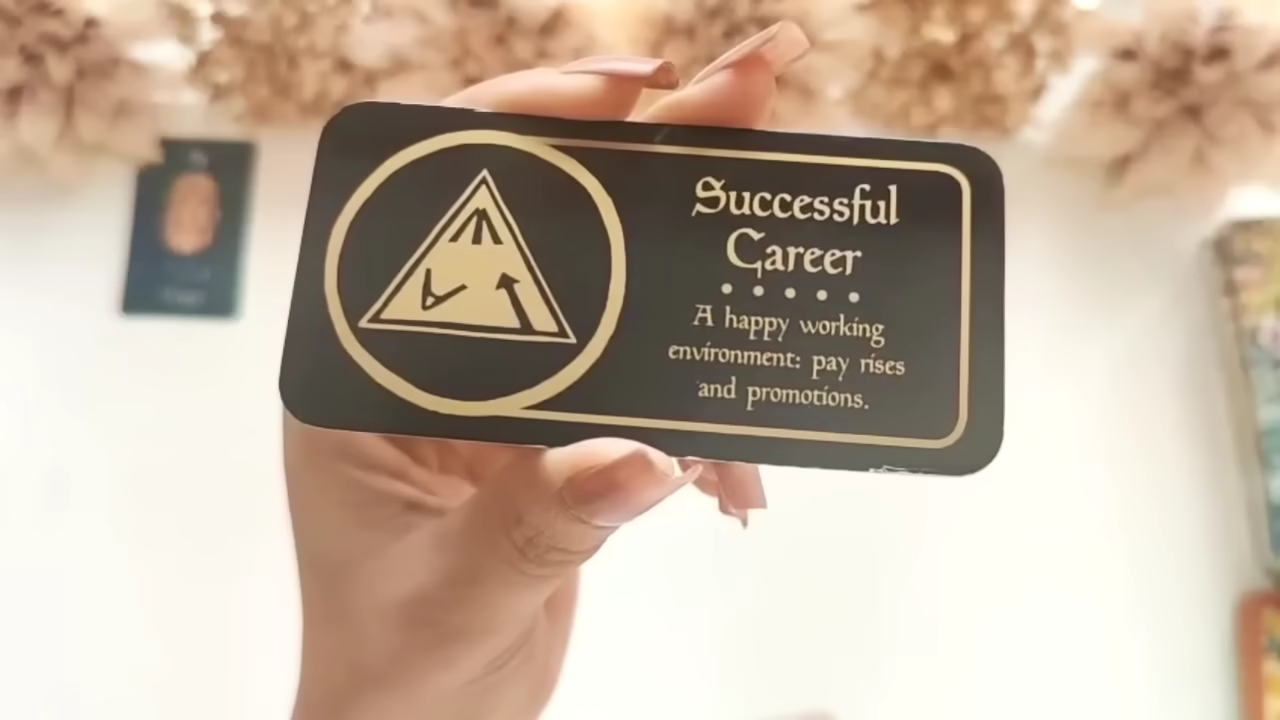 Successful
Career
A happy working
environment: pay rises
and promotions.